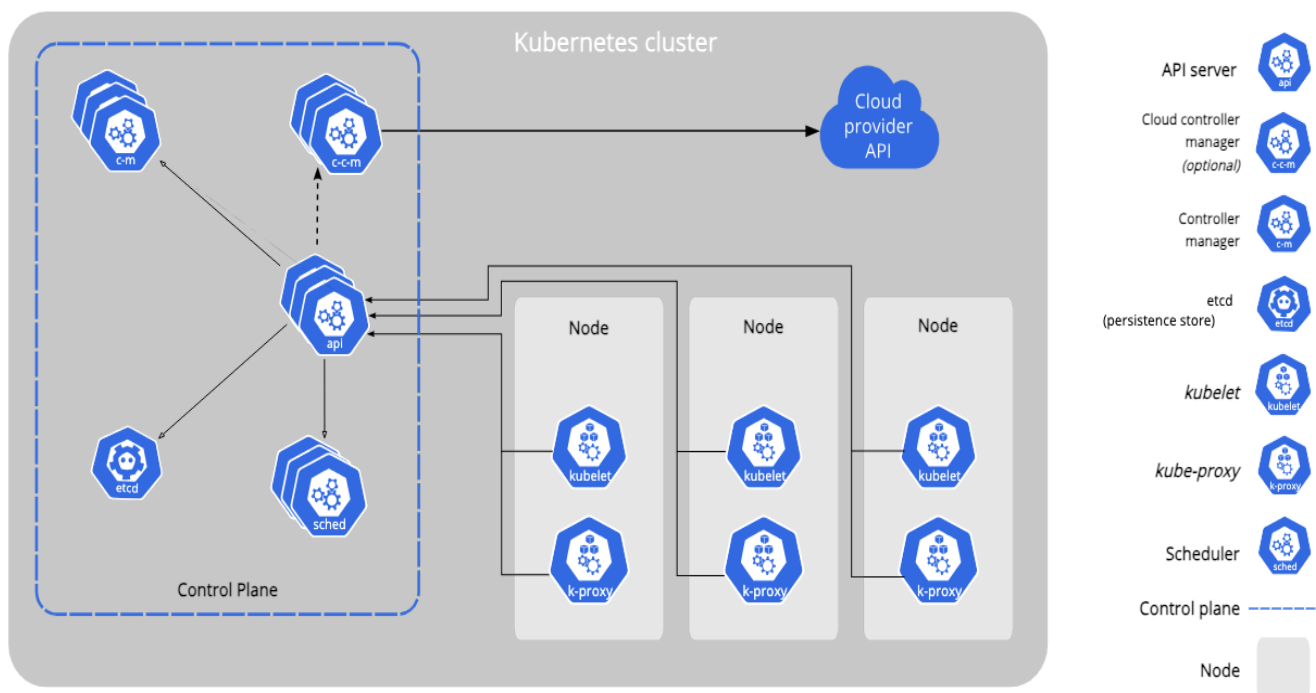 Kubernetes cluster
c-m
c-c-m
Cloud
provider
API
api
etcd
sched
Control Plane
Node
kubelet
k-proxy
Node
kubelet
k-proxy
Node
kubelet
k-proxy
API server
api
Cloud controller
manager
(optional)
c-c-m
Controller
manager
c-m
etcd
(persistence store)
etcd
kubelet
kubelet
kube-proxy
k-proxy
Scheduler
sched
Control plane
Node